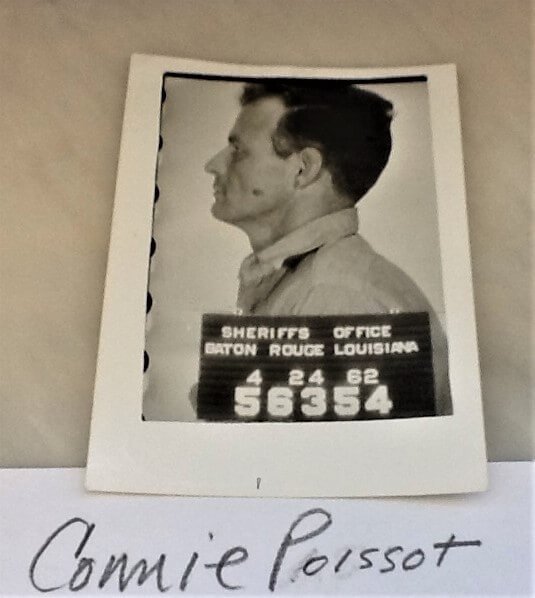 SHERIFFS OFFICE
BATON ROUGE LOUISIANA
4 24 62
56354
Connie Poissot